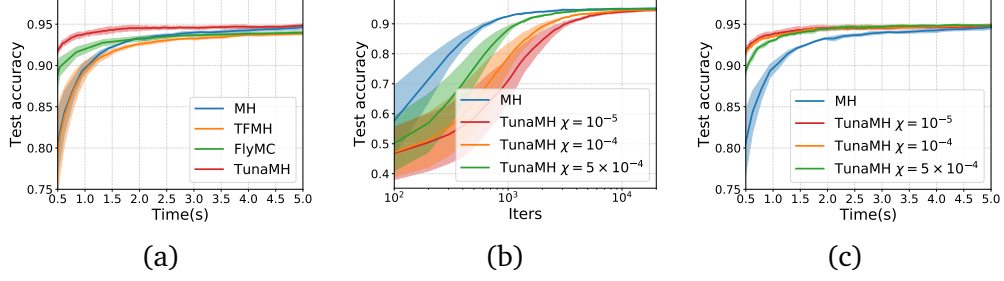 0.95
0.90
0.85
0.80
0.75
Test accuracy
0.5 1.0 1.5 2.0 2.5 3.0 3.5 4.0 4.5 5.0
Time(s)
MH
TFMH
FlyMC
TunaMH
(a)
0.9
0.8
0.7
0.6
0.5
0.4
Test accuracy
10² 10³ 10⁴
Iters
MH
TunaMH χ = 10⁻⁵
TunaMH χ = 10⁻⁴
TunaMH χ = 5 × 10⁻⁴
(b)
0.95
0.90
0.85
0.80
0.75
Test accuracy
0.5 1.0 1.5 2.0 2.5 3.0 3.5 4.0 4.5 5.0
Time(s)
MH
TunaMH χ = 10⁻⁵
TunaMH χ = 10⁻⁴
TunaMH χ = 5 × 10⁻⁴
(c)